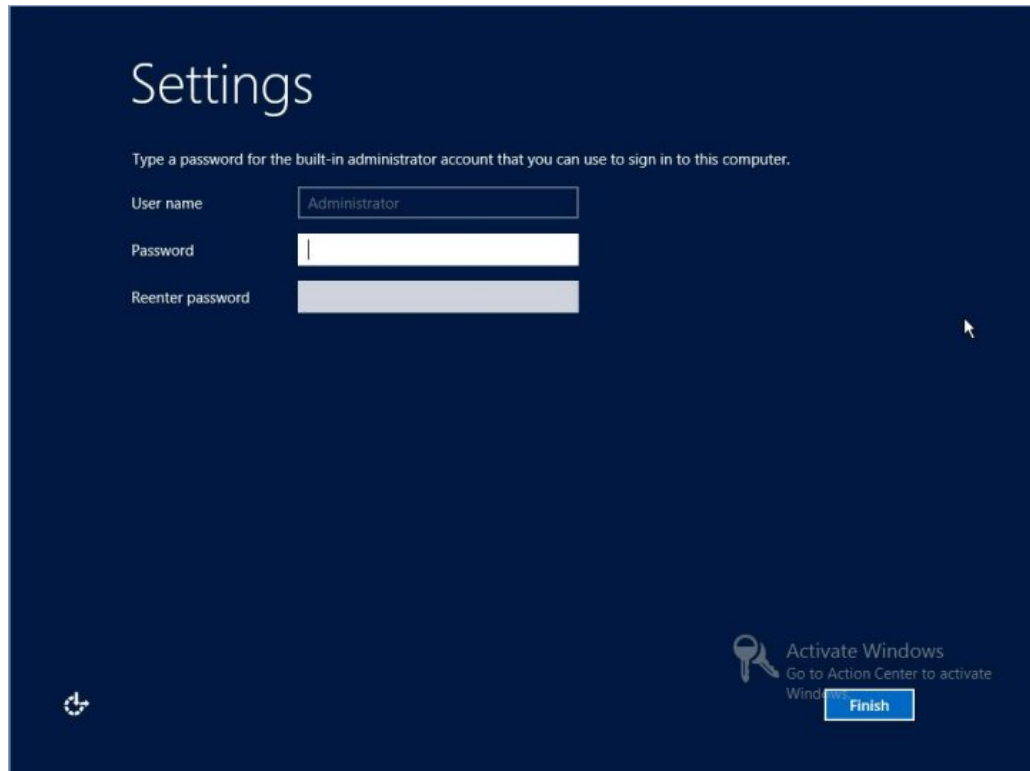 Settings
Type a password for the built-in administrator account that you can use to sign in to this computer.
User name
Administrator
Password
Reenter password
Activate Windows
Go to Action Center to activate
Windows.
Finish